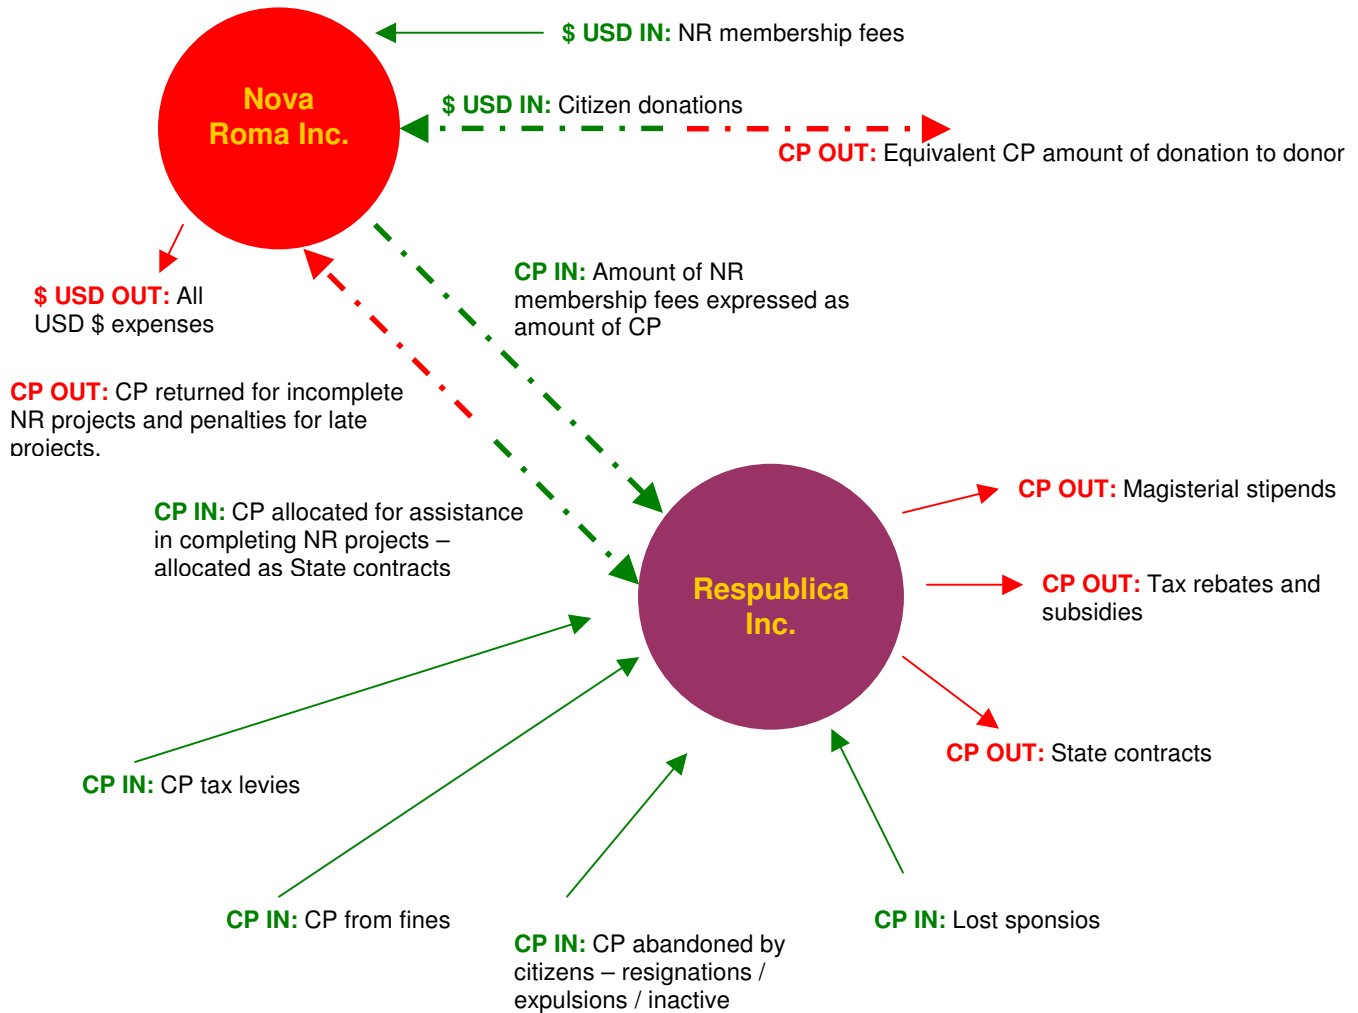 $ USD IN: NR membership fees
Nova
Roma Inc.
$ USD IN: Citizen donations
CP OUT: Equivalent CP amount of donation to donor
CP IN: Amount of NR
membership fees expressed as
amount of CP
$ USD OUT: All
USD $ expenses
CP OUT: CP returned for incomplete
NR projects and penalties for late
projects.
CP IN: CP allocated for assistance
in completing NR projects –
allocated as State contracts
CP OUT: Magisterial stipends
Respublica
Inc.
CP OUT: Tax rebates and
subsidies
CP OUT: State contracts
CP IN: CP tax levies
CP IN: CP from fines
CP IN: CP abandoned by
citizens – resignations /
expulsions / inactive
CP IN: Lost sponsios